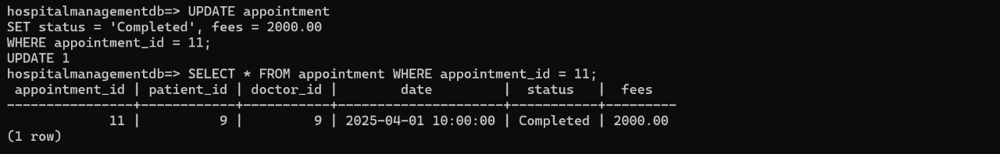 hospitalmanagementdb=> UPDATE appointment
SET status = 'Completed', fees = 2000.00
WHERE appointment_id = 11;
UPDATE 1
hospitalmanagementdb=> SELECT * FROM appointment WHERE appointment_id = 11;
 appointment_id | patient_id | doctor_id |        date         |  status   |  fees
----------------+------------+-----------+---------------------+-----------+---------
             11 |          9 |         9 | 2025-04-01 10:00:00 | Completed | 2000.00
(1 row)